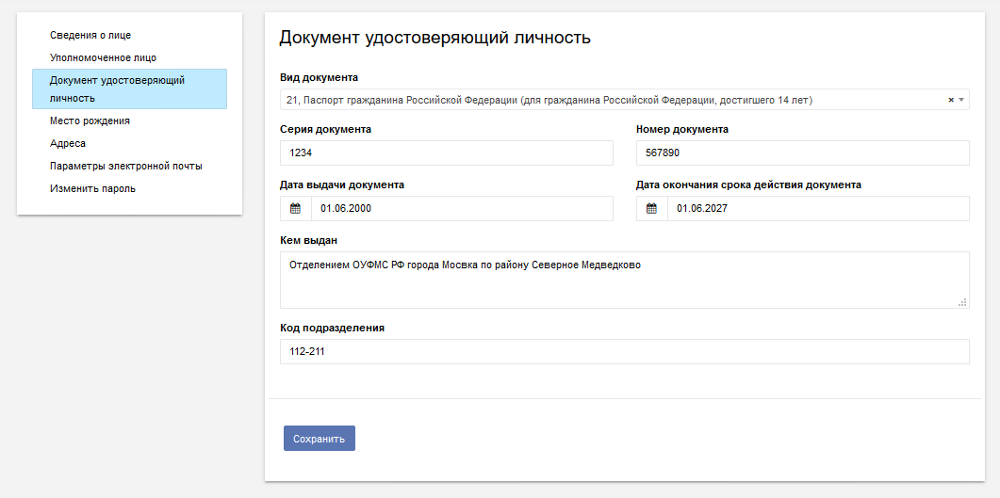 Сведения о лице
Уполномоченное лицо
Документ удостоверяющий
личность
Место рождения
Адреса
Параметры электронной почты
Изменить пароль
Документ удостоверяющий личность
Вид документа
21, Паспорт гражданина Российской Федерации (для гражданина Российской Федерации, достигшего 14 лет)
Серия документа
Номер документа
1234
567890
Дата выдачи документа
Дата окончания срока действия документа
01.06.2000
01.06.2027
Кем выдан
Отделением ОУФМС РФ города Мосвка по району Северное Медведково
Код подразделения
112-211
Сохранить